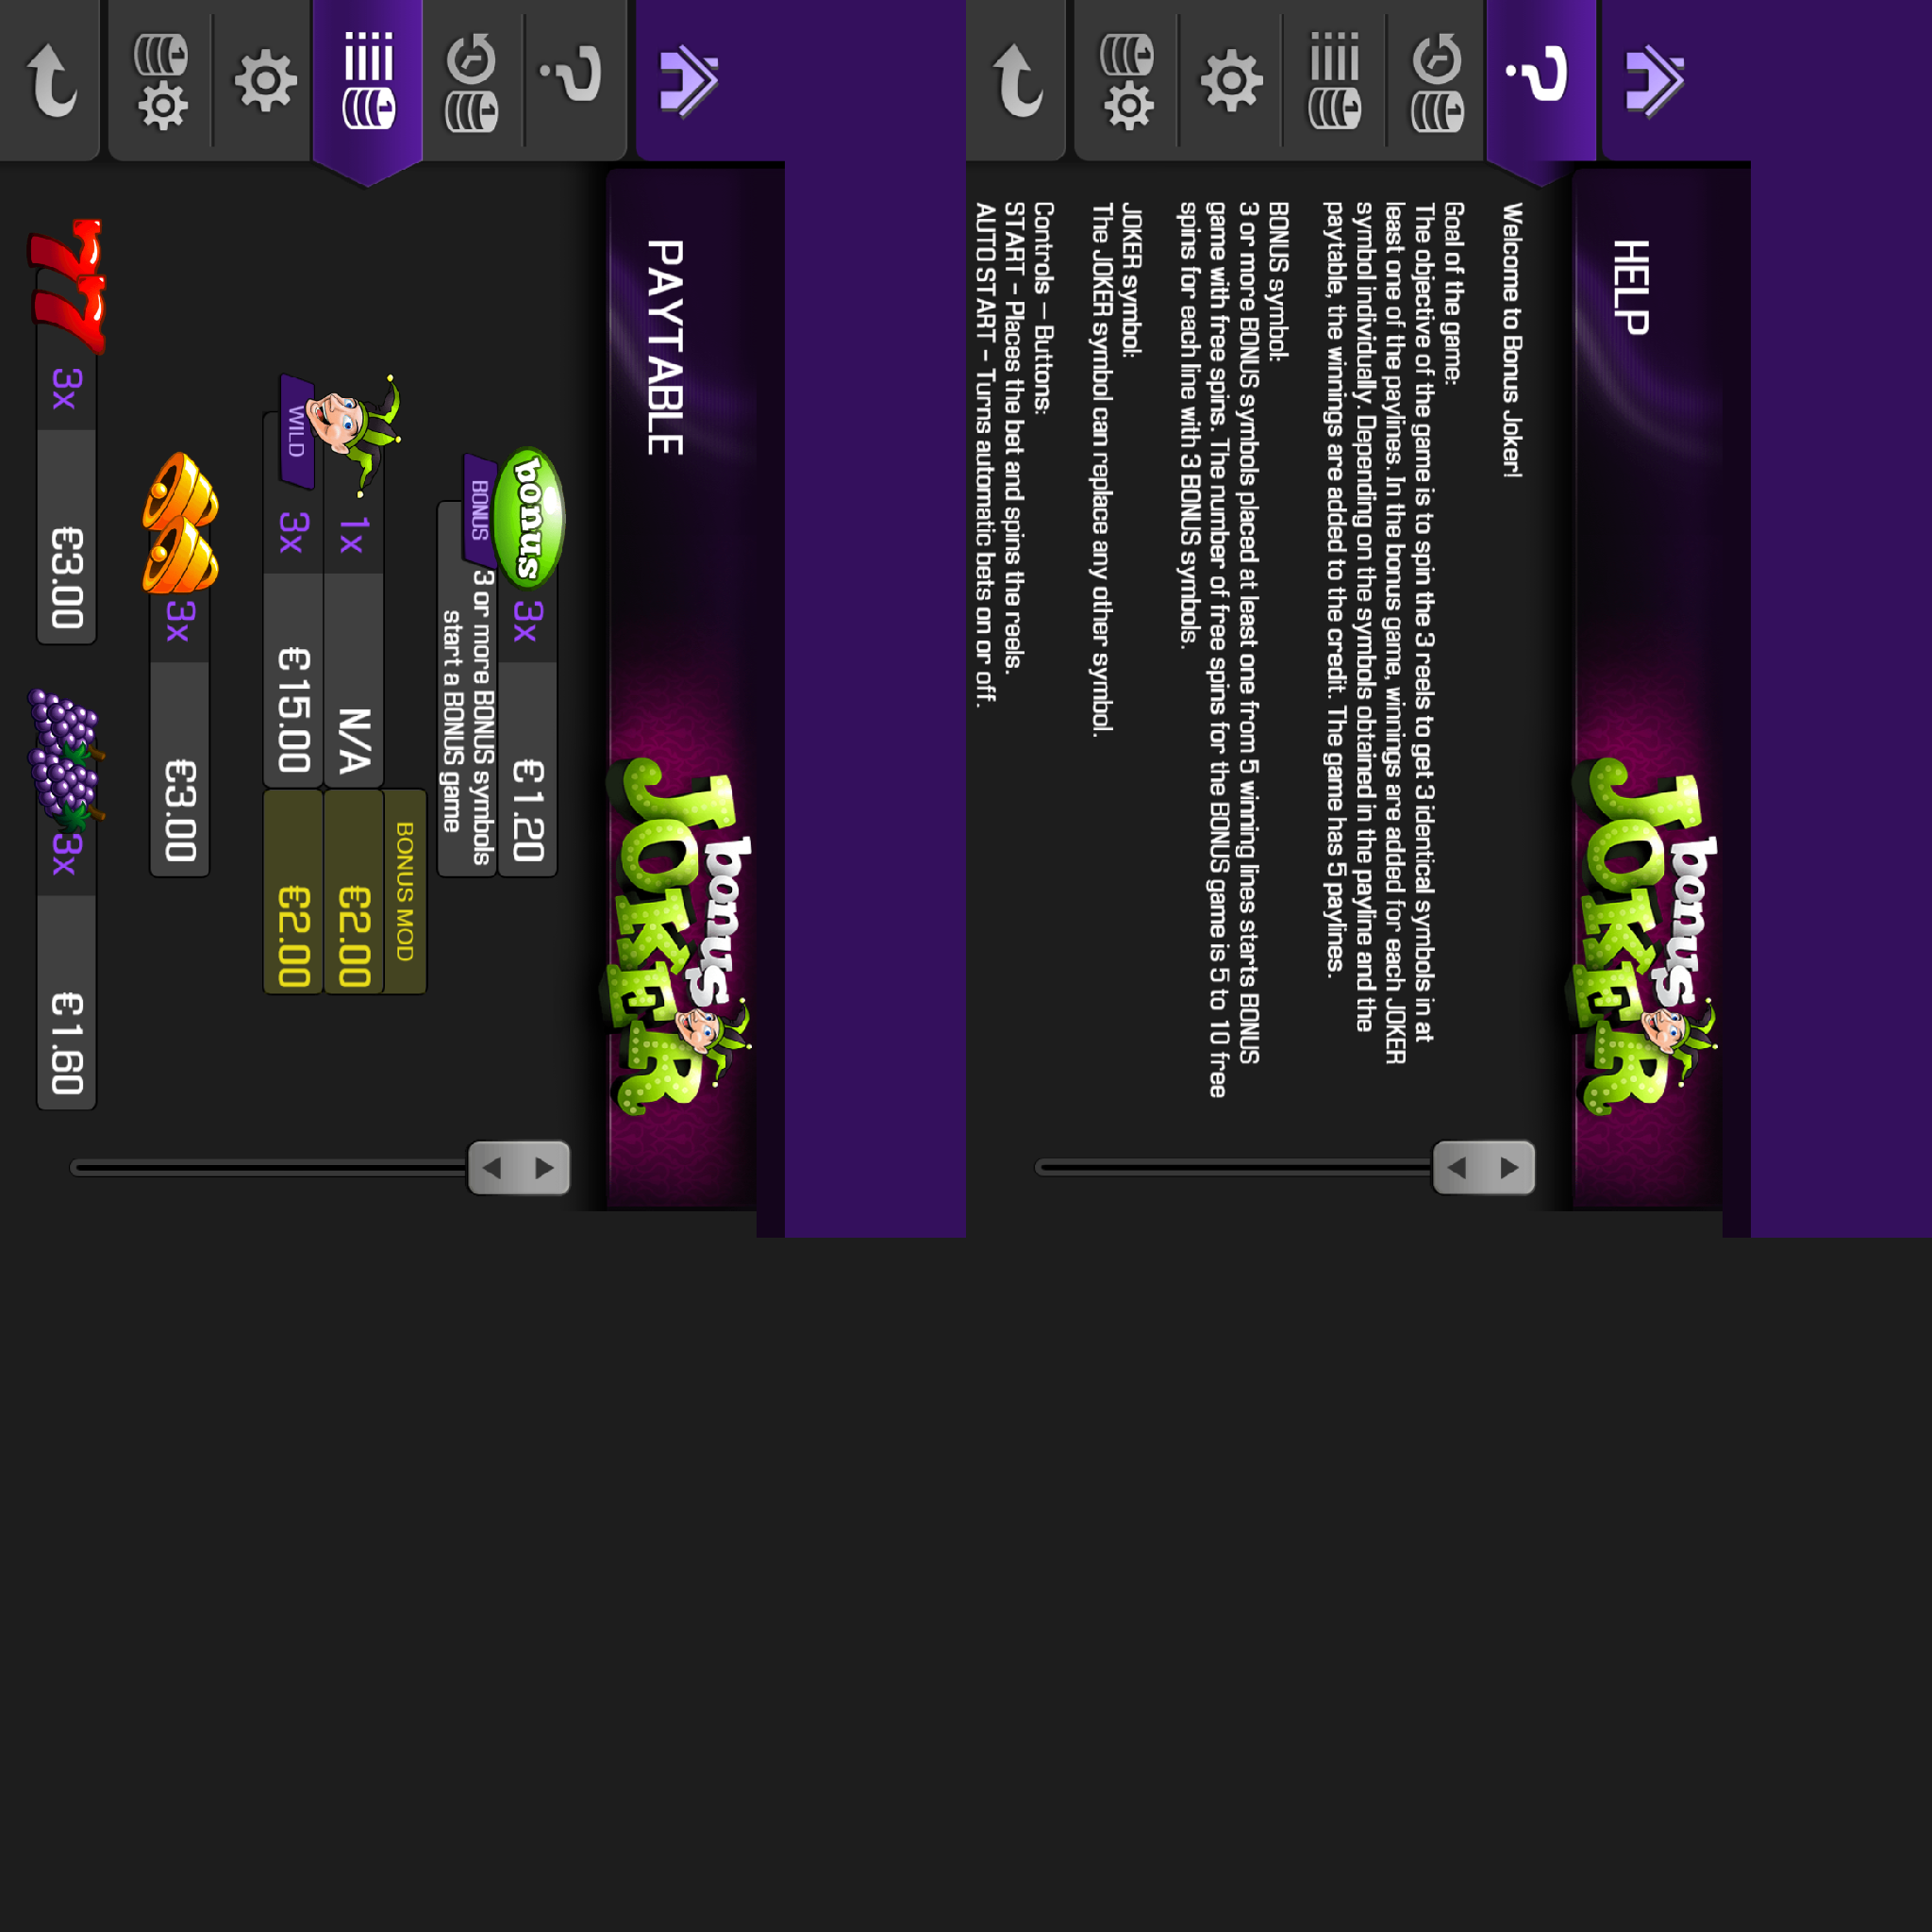 HELP
bonus
JOKER
Welcome to Bonus Joker!
Goal of the game:
The objective of the game is to spin the 3 reels to get 3 identical symbols in at
least one of the paylines. In the bonus game, winnings are added for each JOKER
symbol individually. Depending on the symbols obtained in the payline and the
paytable, the winnings are added to the credit. The game has 5 paylines.
BONUS symbol:
3 or more BONUS symbols placed at least one from 5 winning lines starts BONUS
game with free spins. The number of free spins for the BONUS game is 5 to 10 free
spins for each line with 3 BONUS symbols.
JOKER symbol:
The JOKER symbol can replace any other symbol.
Controls – Buttons:
START - Places the bet and spins the reels.
AUTO START - Turns automatic bets on or off.
PAYTABLE
bonus
JOKER
bonus
BONUS
3x €1.20
3 or more BONUS symbols
start a BONUS game
BONUS MOD
WILD
1x N/A €2.00
3x €15.00 €2.00
3x €3.00
3x €3.00
3x €1.60